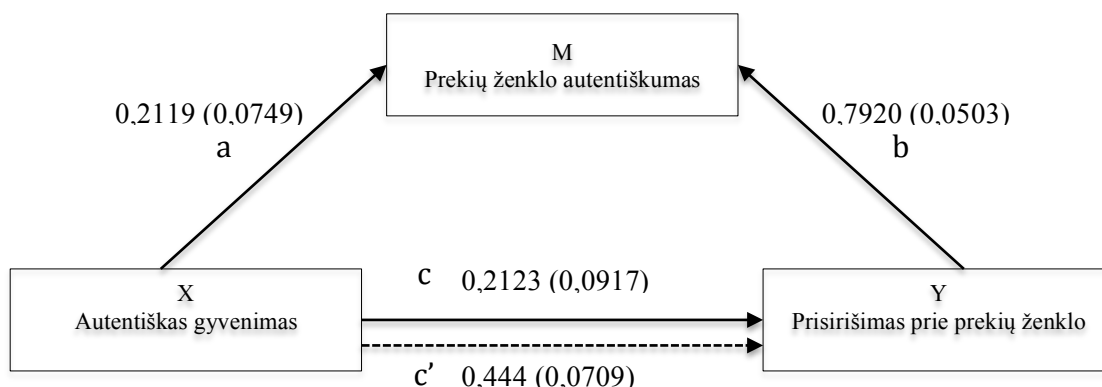 M
Prekių ženklo autentiškumas
0,2119 (0,0749)
a
0,7920 (0,0503)
b
X
Autentiškas gyvenimas
c 0,2123 (0,0917)
Y
Prisirišimas prie prekių ženklo
c’ 0,444 (0,0709)